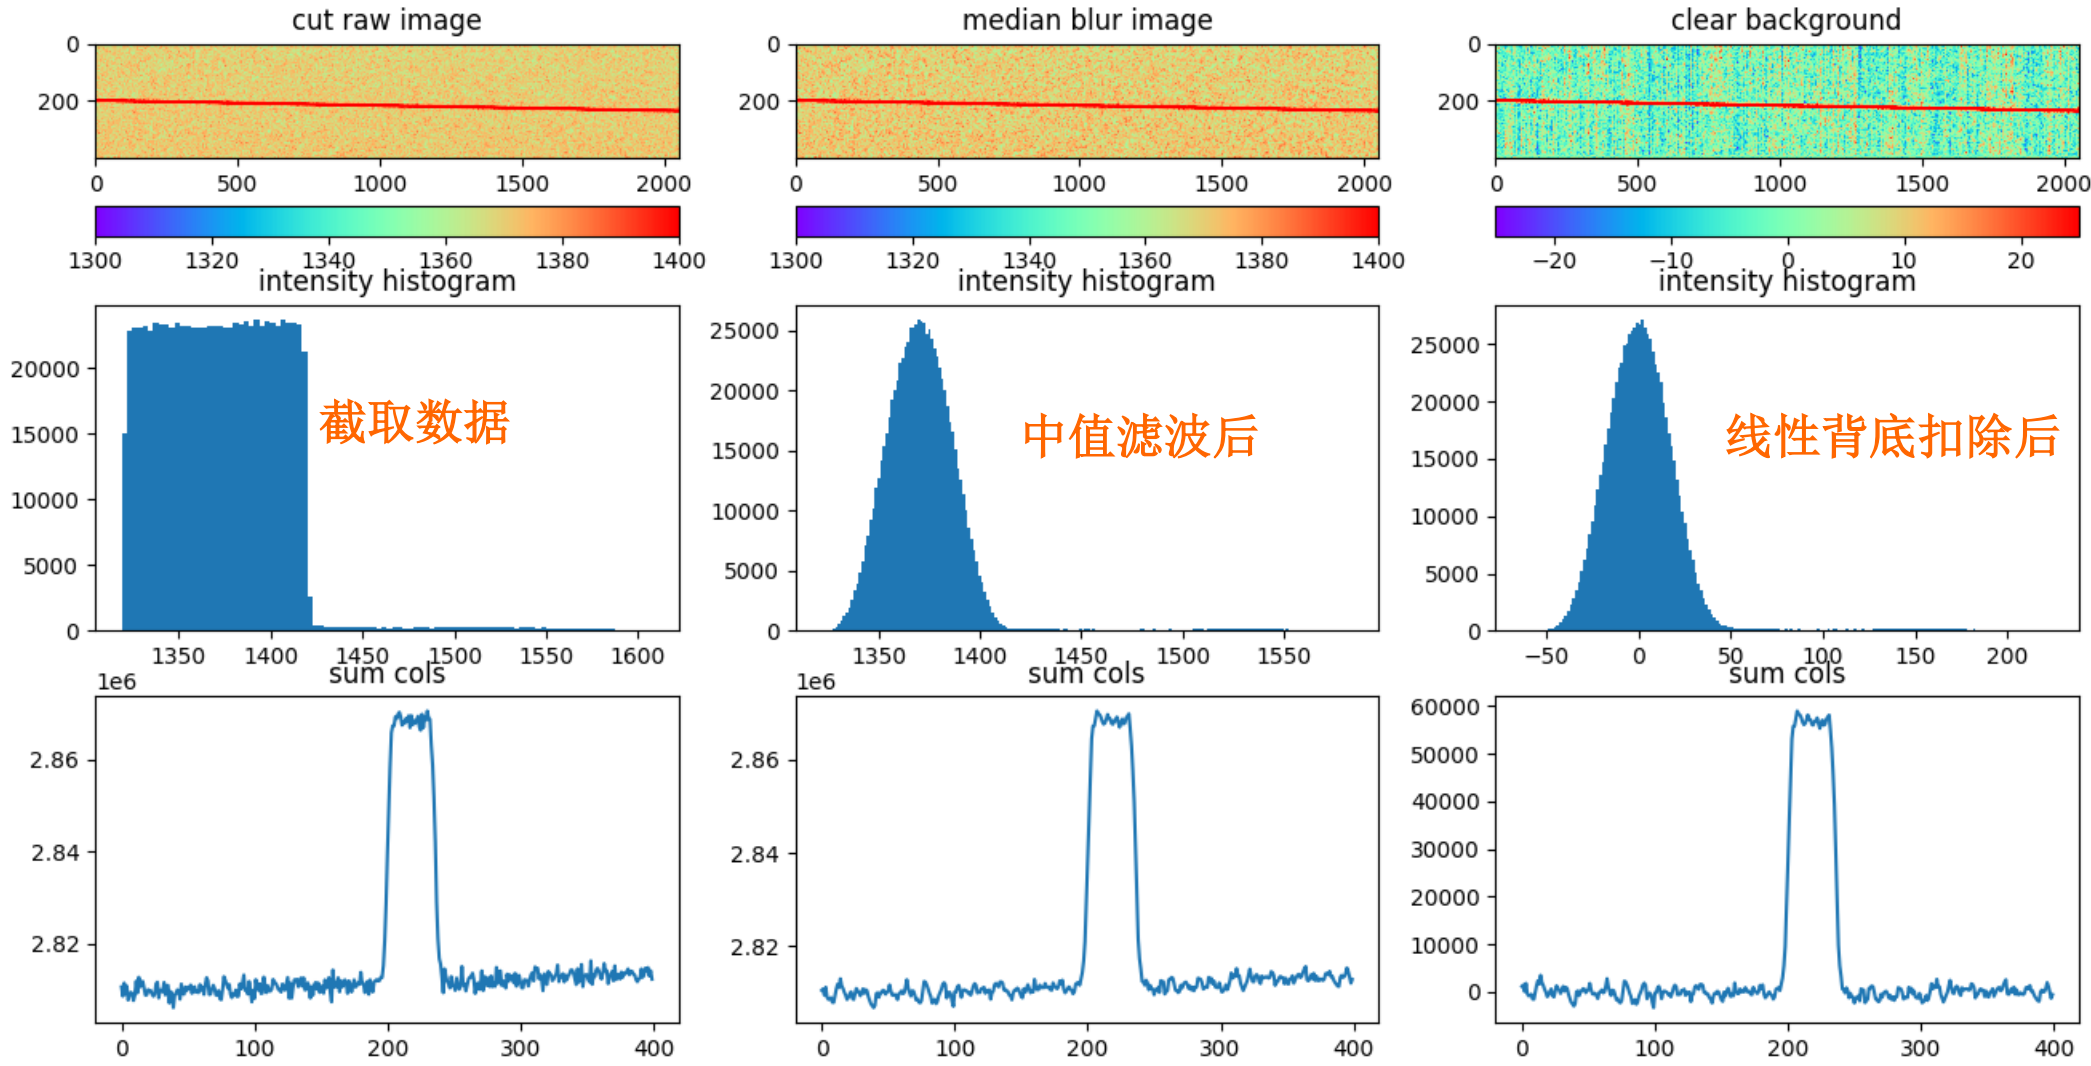 cut raw image
median blur image
clear background
0
200
0 500 1000 1500 2000
0
200
0 500 1000 1500 2000
0
200
0 500 1000 1500 2000
1300 1320 1340 1360 1380 1400
1300 1320 1340 1360 1380 1400
−20 −10 0 10 20
intensity histogram
intensity histogram
intensity histogram
20000
15000
10000
5000
0
截取数据
1350 1400 1450 1500 1550 1600
25000
20000
15000
10000
5000
0
中值滤波后
1350 1400 1450 1500 1550
25000
20000
15000
10000
5000
0
线性背底扣除后
−50 0 50 100 150 200
sum cols
sum cols
sum cols
1e6
2.86
2.84
2.82
0 100 200 300 400
1e6
2.86
2.84
2.82
0 100 200 300 400
60000
50000
40000
30000
20000
10000
0
0 100 200 300 400